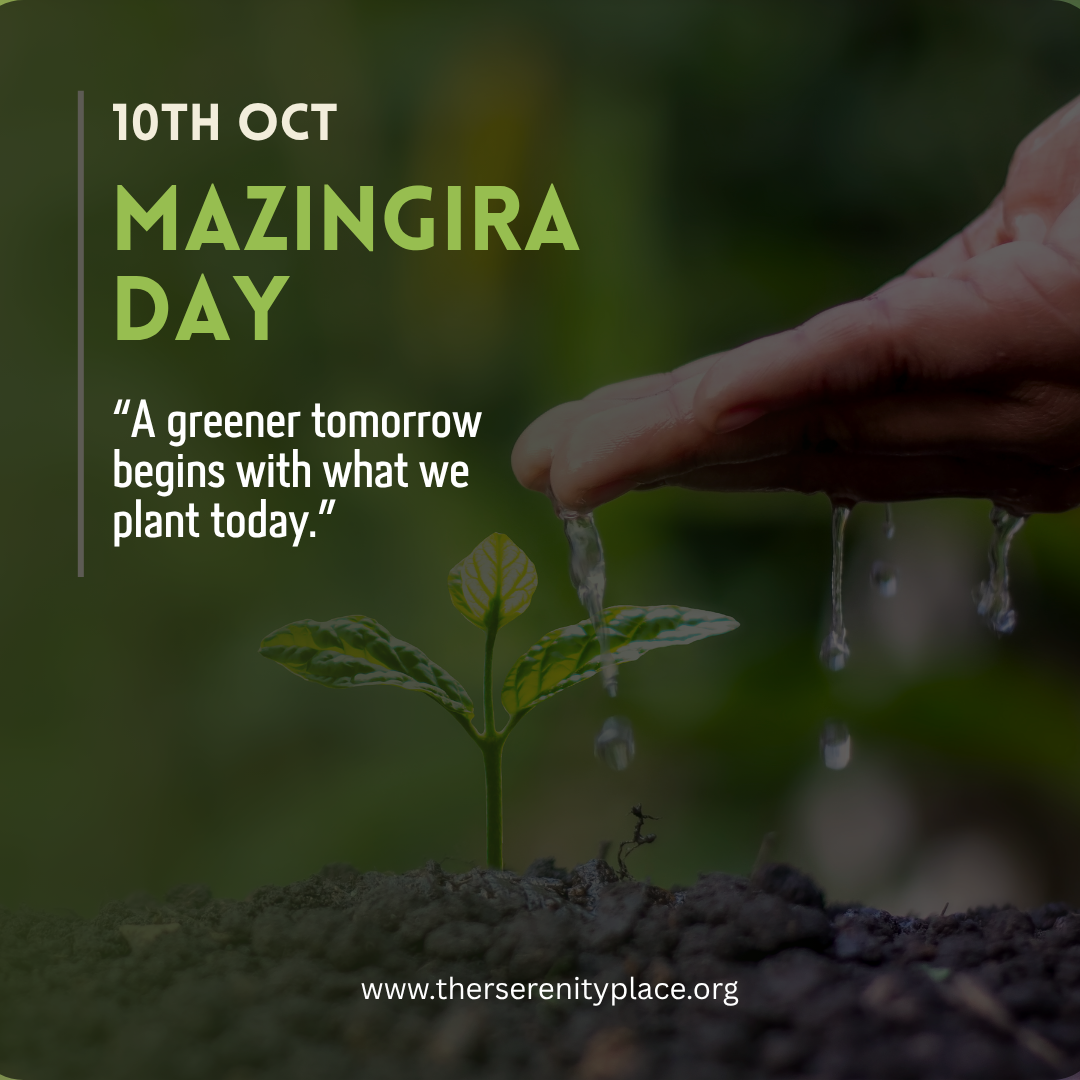 10TH OCT
MAZINGIRA
DAY
“A greener tomorrow
begins with what we
plant today.”
www.therserenityplace.org